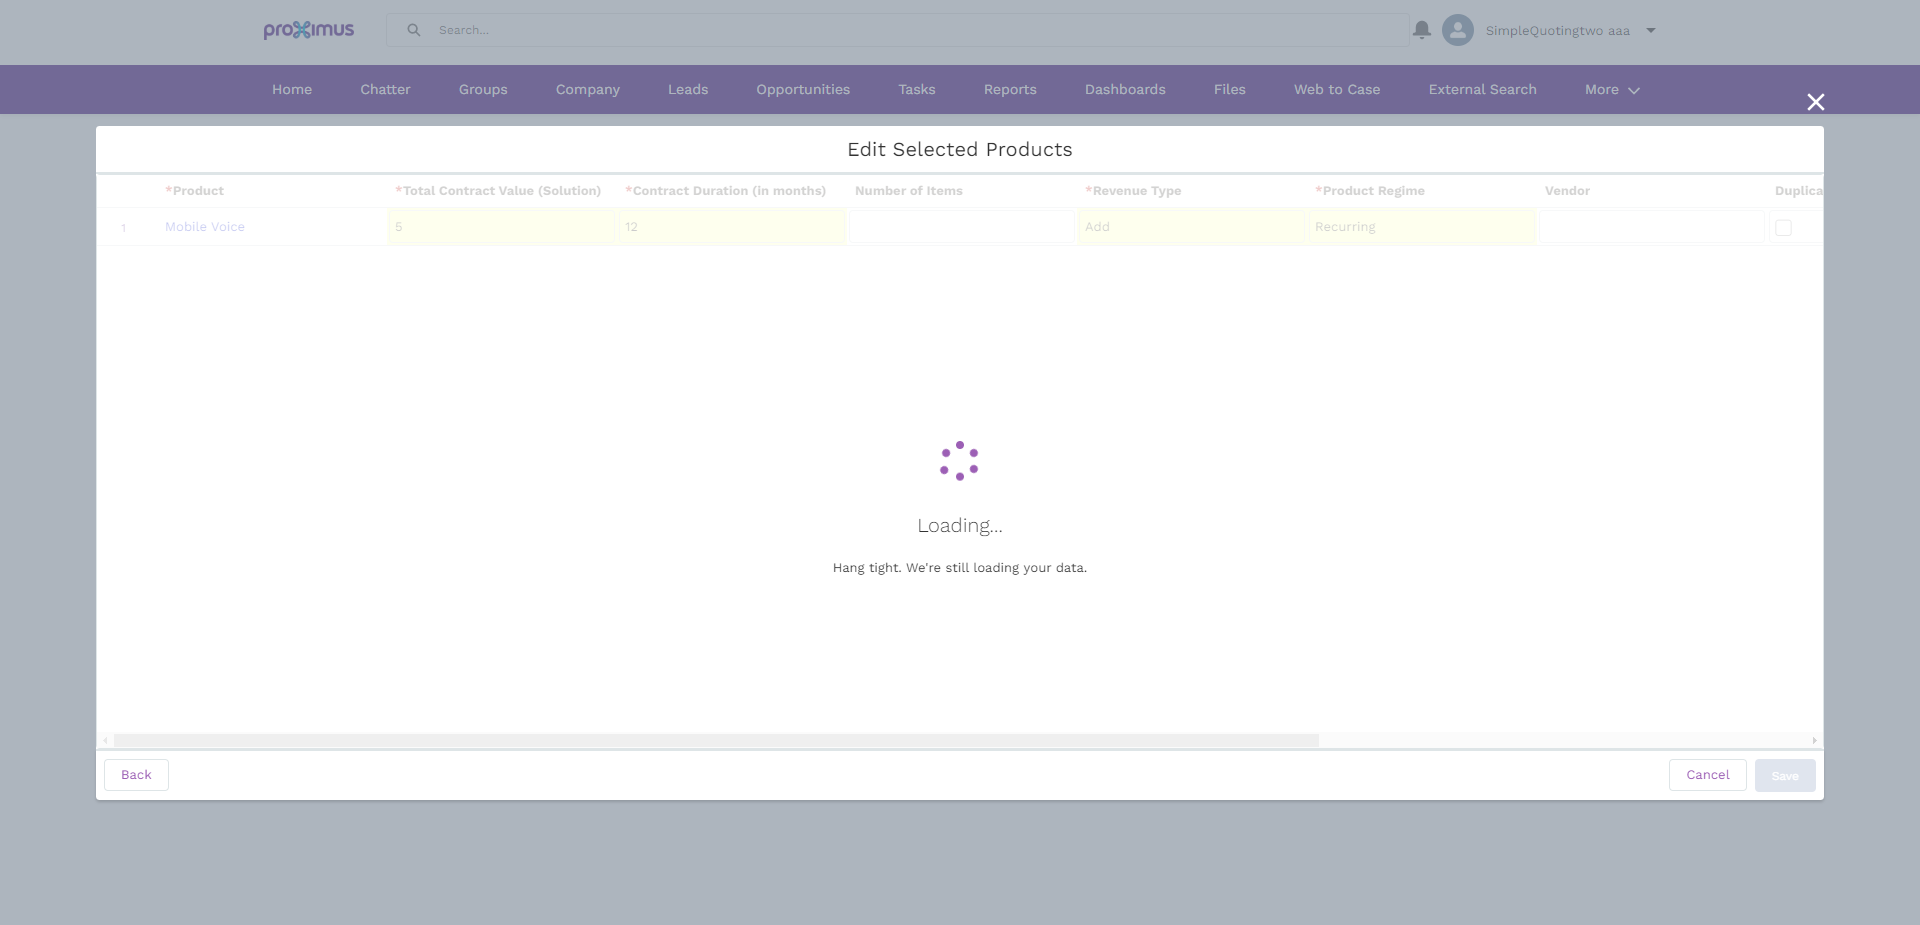 proximus
Search...
SimpleQuotingtwo aaa
Home Chatter Groups Company Leads Opportunities Tasks Reports Dashboards Files Web to Case External Search More
Edit Selected Products
*Product *Total Contract Value (Solution) *Contract Duration (in months) Number of Items *Revenue Type *Product Regime Vendor Duplica
1 Mobile Voice 5 12 Add Recurring
Loading...
Hang tight. We're still loading your data.
Back Cancel Save